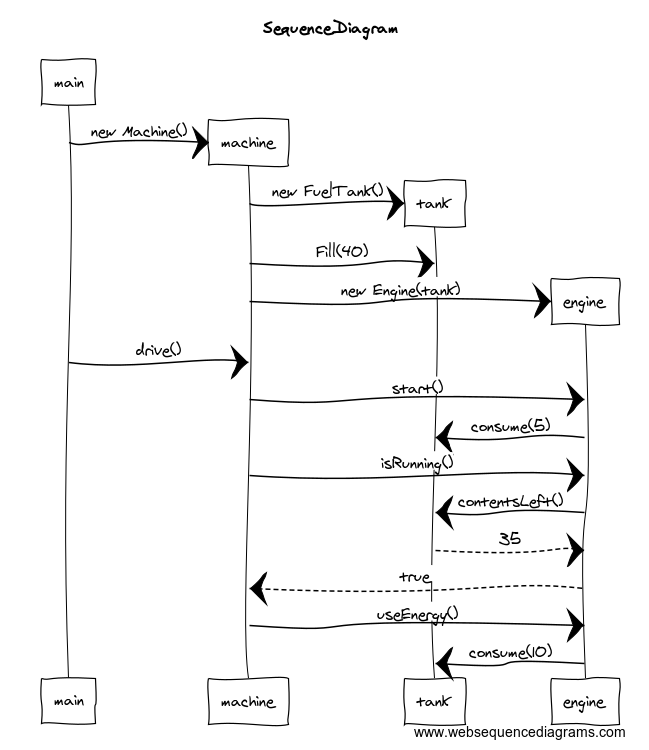 SequenceDiagram
main
new Machine()
machine
new FuelTank()
tank
Fill(40)
new Engine(tank)
engine
drive()
start()
consume(5)
isRunning()
contentsLeft()
35
true
useEnergy()
consume(10)
main
machine
tank
engine
www.websequencediagrams.com